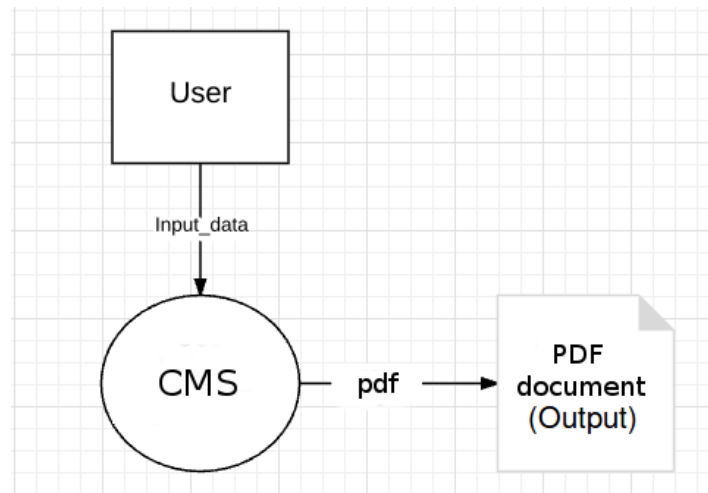 User
Input_data
CMS
pdf
PDF
document
(Output)